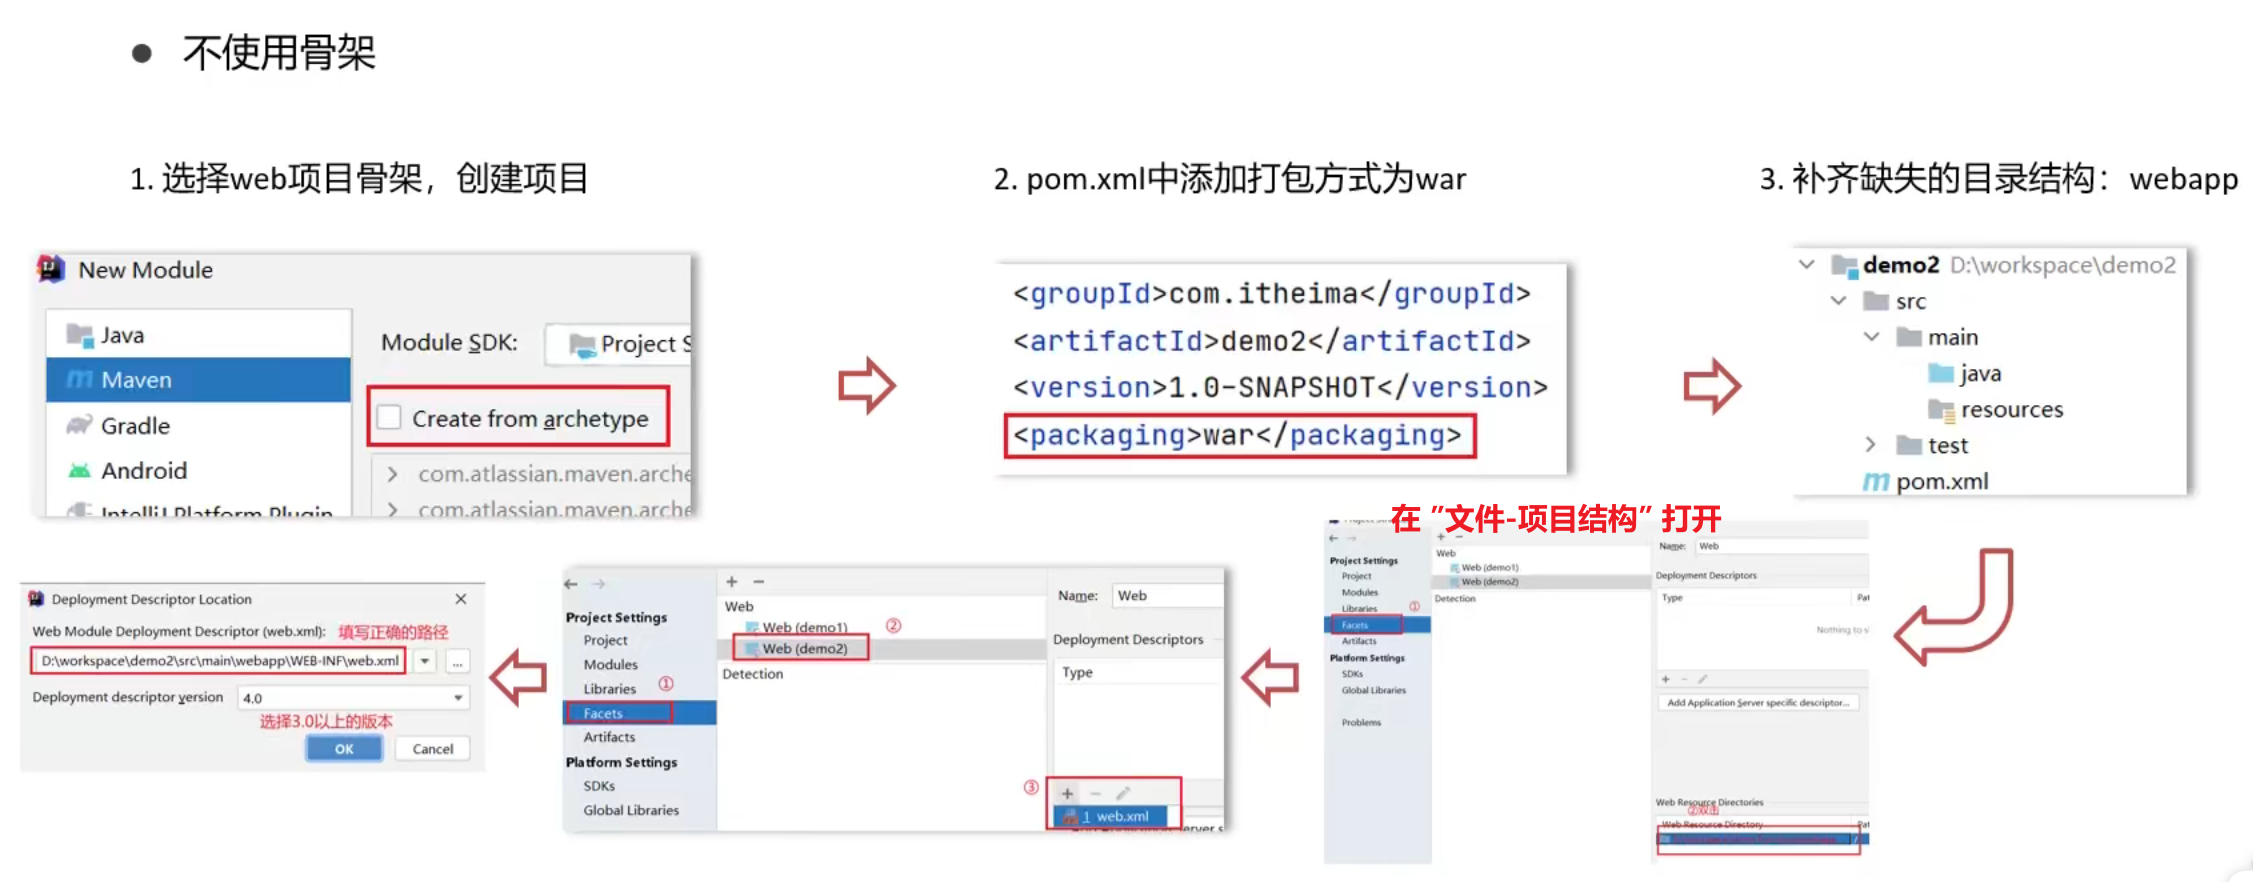 ● 不使用骨架
1. 选择web项目骨架，创建项目
2. pom.xml中添加打包方式为war
3. 补齐缺失的目录结构：webapp
New Module
Java
Maven
Gradle
Android
IntelliJ Platform Plugin
Module SDK:
Project S
Create from archetype
com.atlassian.maven.arche
com.atlassian.maven.arche
<groupId>com.itheima</groupId>
<artifactId>demo2</artifactId>
<version>1.0-SNAPSHOT</version>
<packaging>war</packaging>
demo2 D:\workspace\demo2
src
main
java
resources
test
pom.xml
在 ”文件-项目结构” 打开
Project Settings
Project
Modules
Libraries
①
Facets
Artifacts
Platform Settings
SDKs
Global Libraries
Problems
Web
Web (demo1)
Web (demo2)
Detection
Name: Web
Deployment Descriptors
Type
Pat
Nothing to s
Add Application Server specific descriptor...
Web Resource Directories
②双击
Web Resource Directory
Pat
Project Settings
Project
Modules
Libraries
①
Facets
Artifacts
Platform Settings
SDKs
Global Libraries
Web
Web (demo1)
②
Web (demo2)
Detection
Name: Web
Deployment Descriptors
Type
③
1 web.xml
Deployment Descriptor Location
Web Module Deployment Descriptor (web.xml): 填写正确的路径
D:\workspace\demo2\src\main\webapp\WEB-INF\web.xml
...
Deployment descriptor version 4.0
选择3.0以上的版本
OK
Cancel